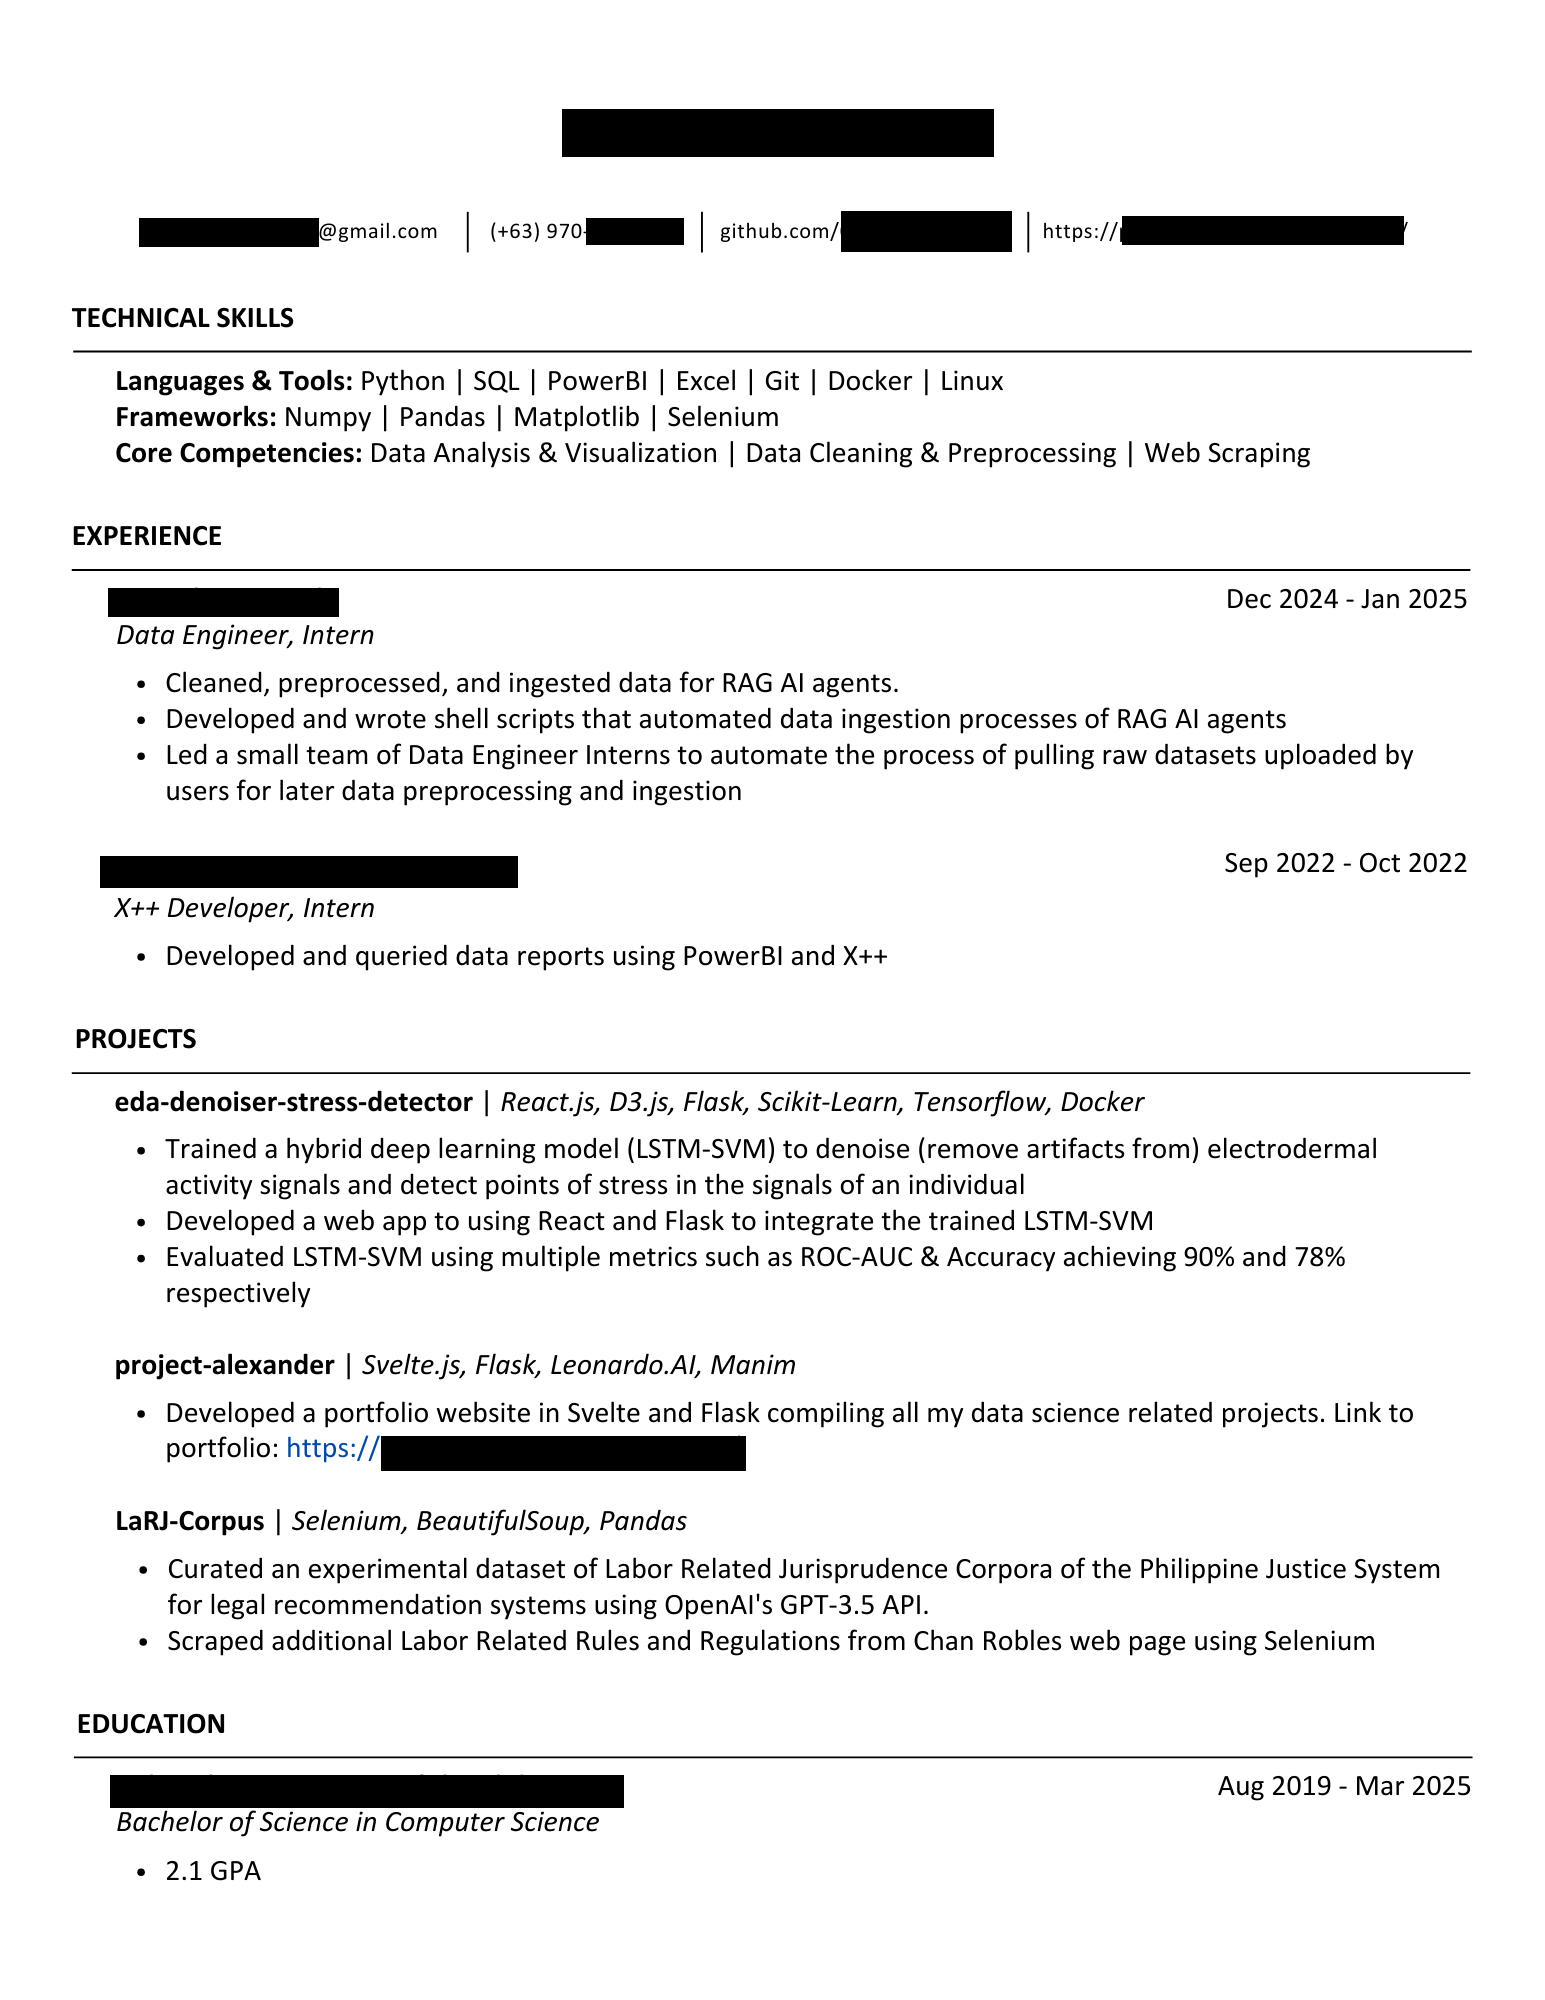 @gmail.com | (+63) 970- | github.com/ | https:// /
TECHNICAL SKILLS
Languages & Tools: Python | SQL | PowerBI | Excel | Git | Docker | Linux
Frameworks: Numpy | Pandas | Matplotlib | Selenium
Core Competencies: Data Analysis & Visualization | Data Cleaning & Preprocessing | Web Scraping
EXPERIENCE
Dec 2024 - Jan 2025
Data Engineer, Intern
• Cleaned, preprocessed, and ingested data for RAG AI agents.
• Developed and wrote shell scripts that automated data ingestion processes of RAG AI agents
• Led a small team of Data Engineer Interns to automate the process of pulling raw datasets uploaded by
users for later data preprocessing and ingestion
Sep 2022 - Oct 2022
X++ Developer, Intern
• Developed and queried data reports using PowerBI and X++
PROJECTS
eda-denoiser-stress-detector | React.js, D3.js, Flask, Scikit-Learn, Tensorflow, Docker
• Trained a hybrid deep learning model (LSTM-SVM) to denoise (remove artifacts from) electrodermal
activity signals and detect points of stress in the signals of an individual
• Developed a web app to using React and Flask to integrate the trained LSTM-SVM
• Evaluated LSTM-SVM using multiple metrics such as ROC-AUC & Accuracy achieving 90% and 78%
respectively
project-alexander | Svelte.js, Flask, Leonardo.AI, Manim
• Developed a portfolio website in Svelte and Flask compiling all my data science related projects. Link to
portfolio: https://
LaRJ-Corpus | Selenium, BeautifulSoup, Pandas
• Curated an experimental dataset of Labor Related Jurisprudence Corpora of the Philippine Justice System
for legal recommendation systems using OpenAI's GPT-3.5 API.
• Scraped additional Labor Related Rules and Regulations from Chan Robles web page using Selenium
EDUCATION
Aug 2019 - Mar 2025
Bachelor of Science in Computer Science
• 2.1 GPA